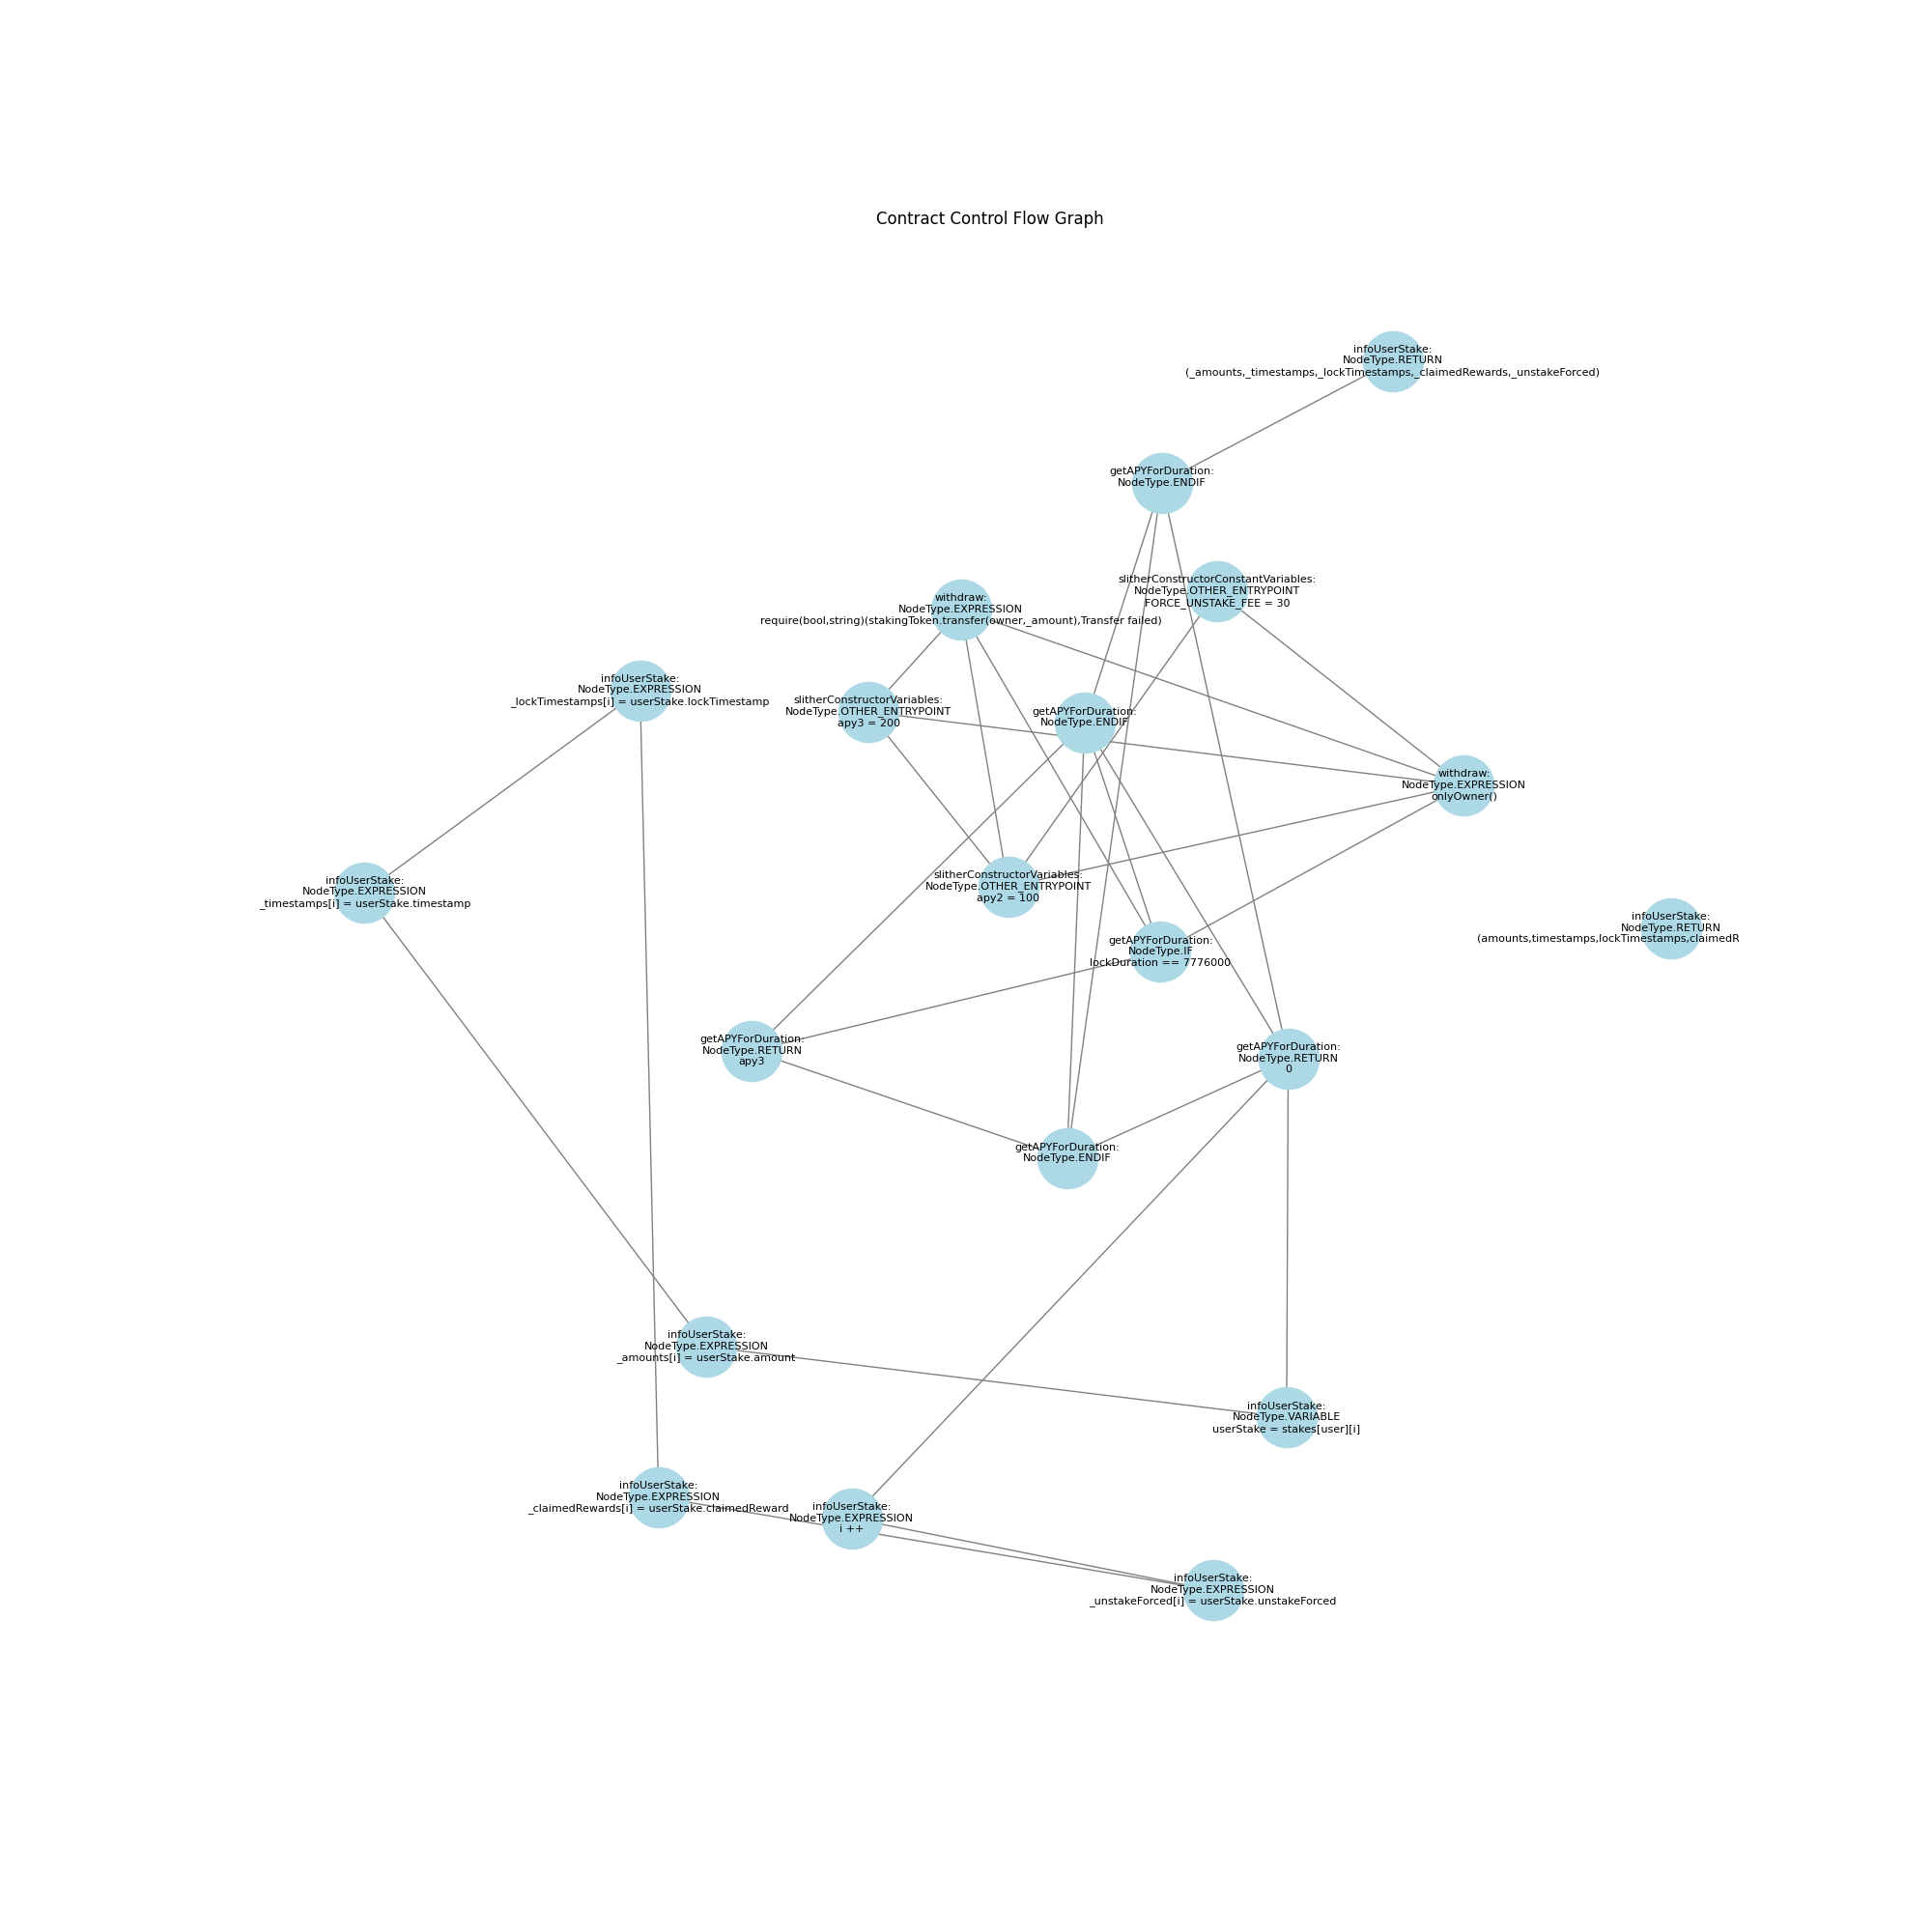 Contract Control Flow Graph
infoUserStake:
NodeType.RETURN
(_amounts,_timestamps,_lockTimestamps,_claimedRewards,_unstakeForced)
getAPYForDuration:
NodeType.ENDIF
slitherConstructorConstantVariables:
NodeType.OTHER_ENTRYPOINT
FORCE_UNSTAKE_FEE = 30
withdraw:
NodeType.EXPRESSION
require(bool,string)(stakingToken.transfer(owner,_amount),Transfer failed)
infoUserStake:
NodeType.EXPRESSION
_lockTimestamps[i] = userStake.lockTimestamp
slitherConstructorVariables:
NodeType.OTHER_ENTRYPOINT
apy3 = 200
getAPYForDuration:
NodeType.ENDIF
withdraw:
NodeType.EXPRESSION
onlyOwner()
infoUserStake:
NodeType.EXPRESSION
_timestamps[i] = userStake.timestamp
slitherConstructorVariables:
NodeType.OTHER_ENTRYPOINT
apy2 = 100
infoUserStake:
NodeType.RETURN
(amounts,timestamps,lockTimestamps,claimedR
getAPYForDuration:
NodeType.IF
lockDuration == 7776000
getAPYForDuration:
NodeType.RETURN
apy3
getAPYForDuration:
NodeType.RETURN
0
getAPYForDuration:
NodeType.ENDIF
infoUserStake:
NodeType.EXPRESSION
_amounts[i] = userStake.amount
infoUserStake:
NodeType.VARIABLE
userStake = stakes[user][i]
infoUserStake:
NodeType.EXPRESSION
_claimedRewards[i] = userStake.claimedReward
infoUserStake:
NodeType.EXPRESSION
i ++
infoUserStake:
NodeType.EXPRESSION
_unstakeForced[i] = userStake.unstakeForced